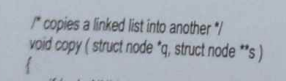 /* copies a linked list into another */
void copy ( struct node *q, struct node **s )
{